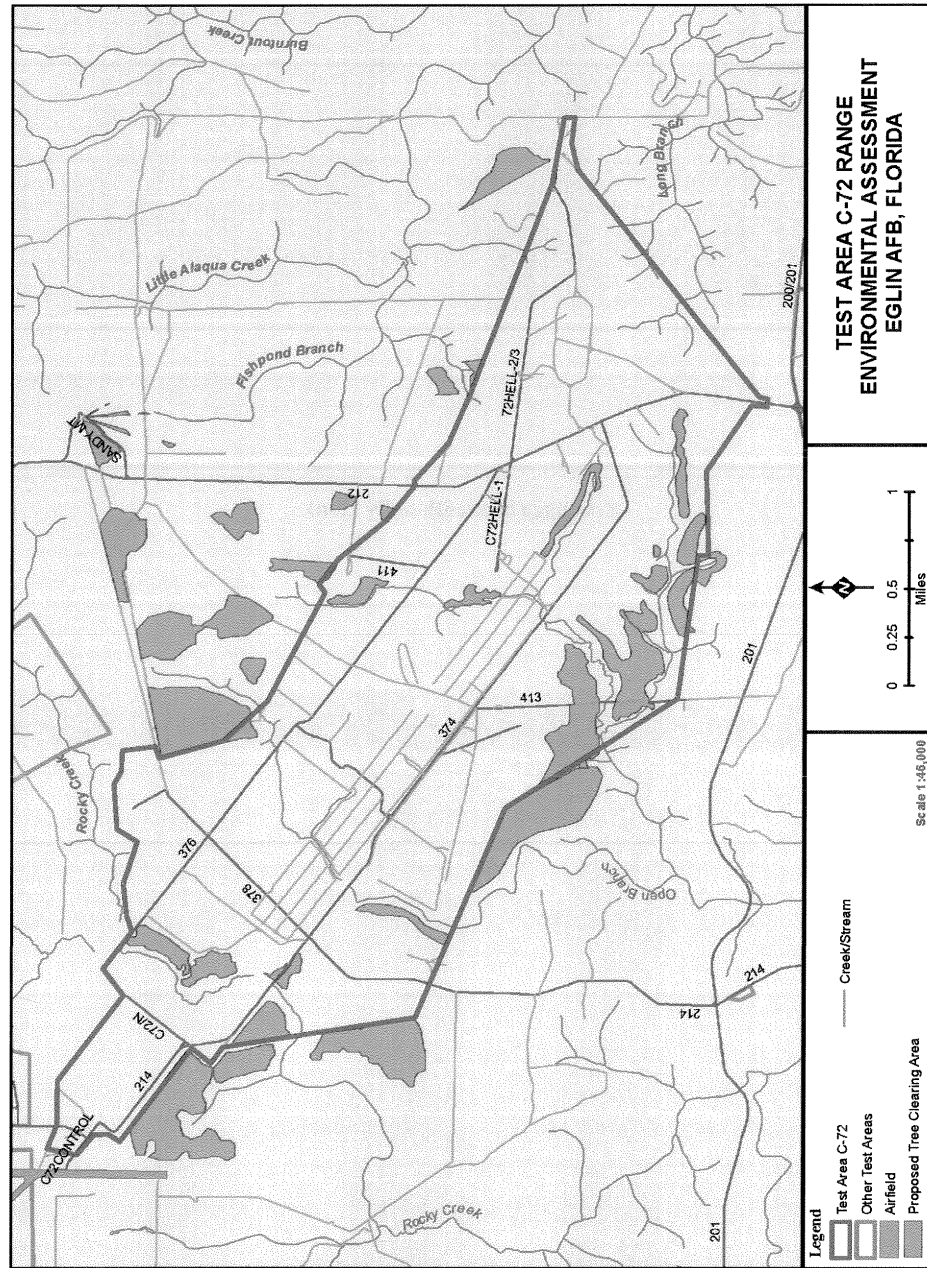 Burntout Creek
Little Alaqua Creek
Fishpond Branch
SANDY MT
Rocky Creek
Long Branch
212
411
72HELL-2/3
C72HELL-1
200/201
376
378
374
413
C72/N
214
C72CONTROL
Open Branch
214
214
201
201
Rocky Creek
Legend
Test Area C-72
Other Test Areas
Airfield
Proposed Tree Clearing Area
Creek/Stream
Scale 1:46,000
N
0 0.25 0.5 1
Miles
TEST AREA C-72 RANGE
ENVIRONMENTAL ASSESSMENT
EGLIN AFB, FLORIDA